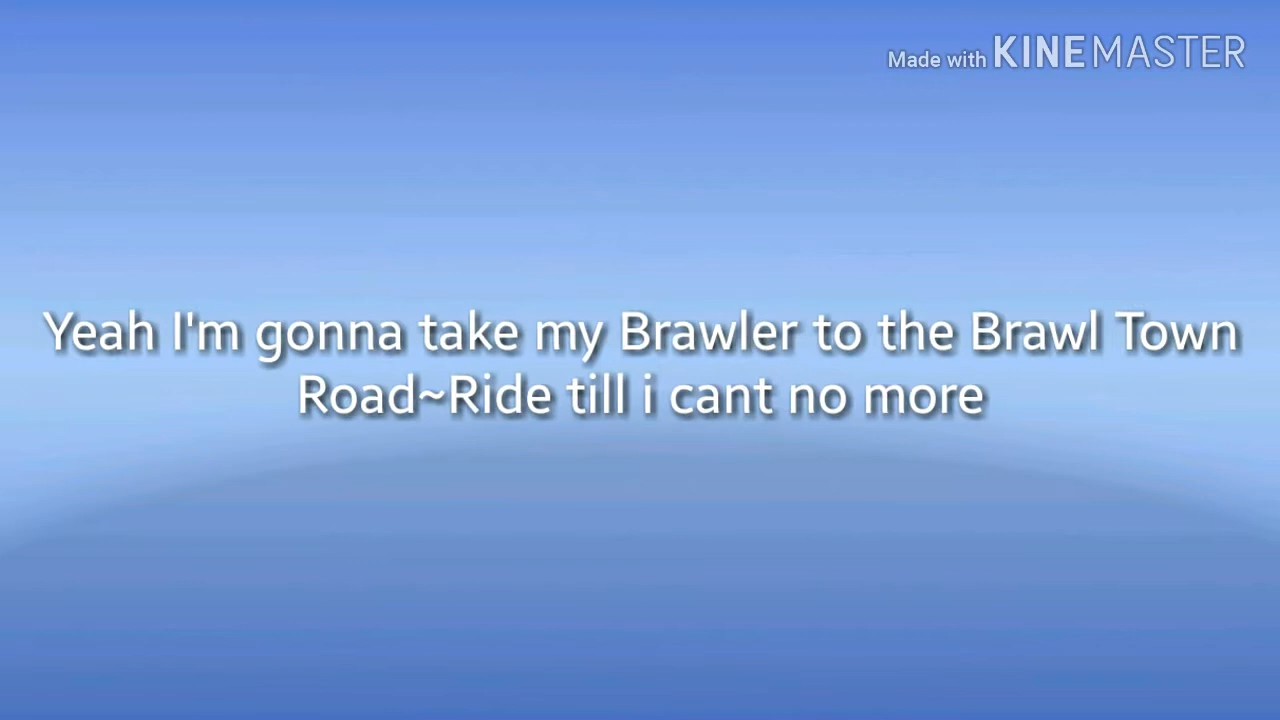 Made with KINEMASTER
Yeah I'm gonna take my Brawler to the Brawl Town
Road~Ride till i cant no more